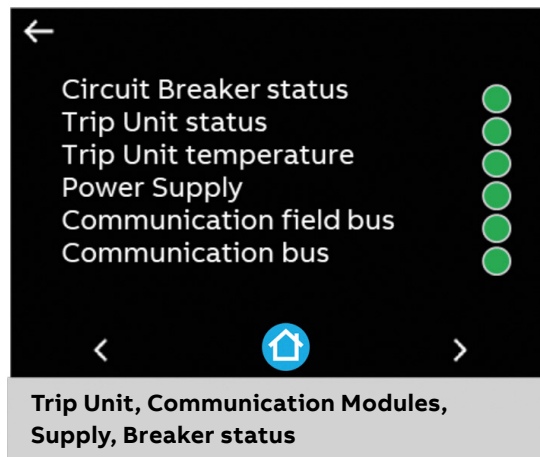 Circuit Breaker status
Trip Unit status
Trip Unit temperature
Power Supply
Communication field bus
Communication bus
Trip Unit, Communication Modules,
Supply, Breaker status